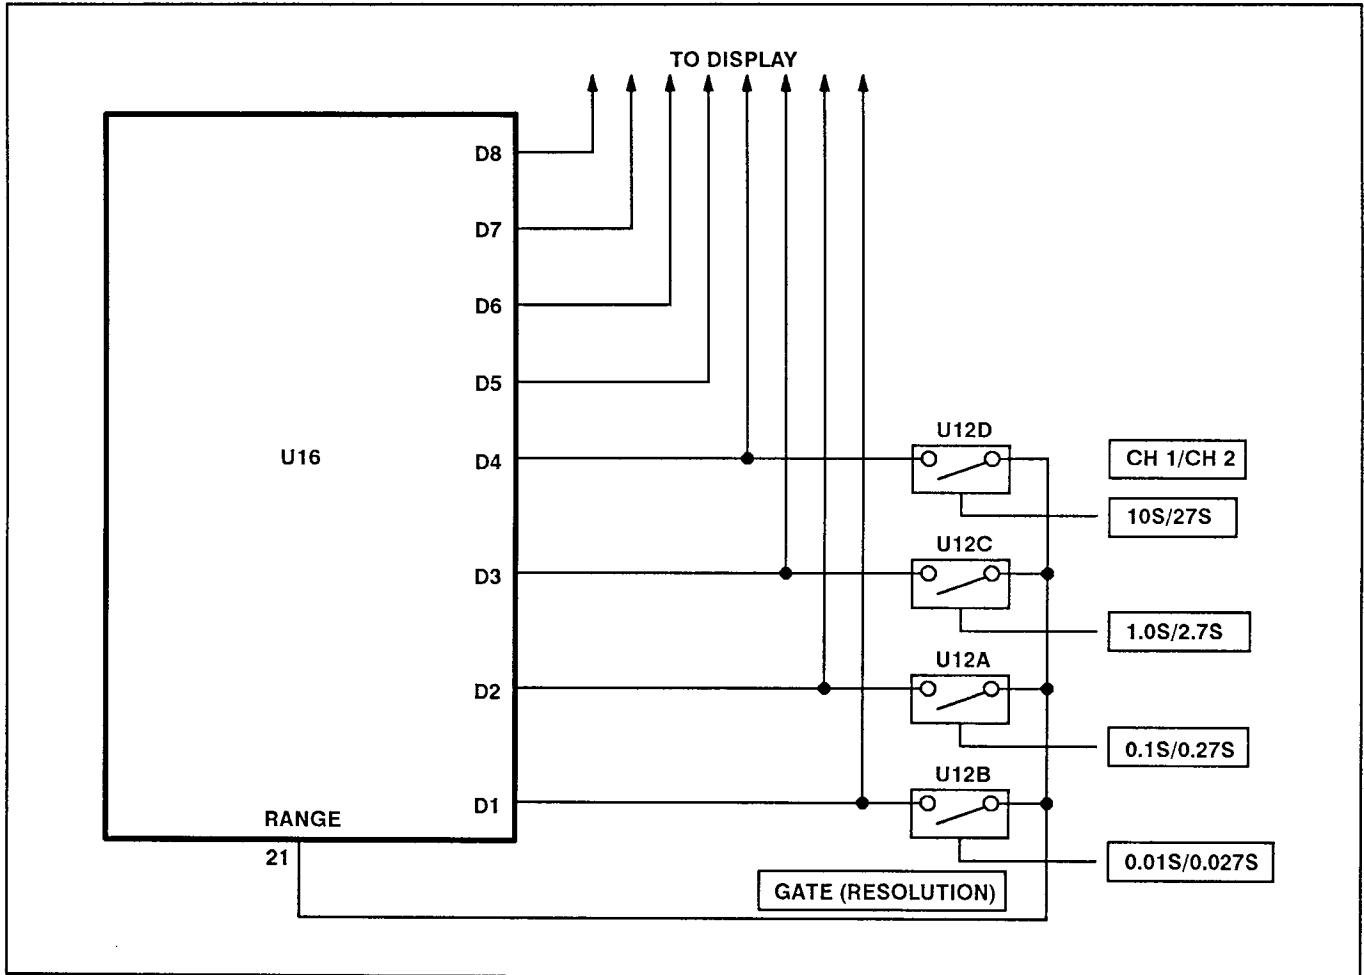 TO DISPLAY
D8
D7
D6
D5
U16
D4
U12D
CH 1/CH 2
10S/27S
D3
U12C
1.0S/2.7S
D2
U12A
0.1S/0.27S
D1
U12B
0.01S/0.027S
RANGE
21
GATE (RESOLUTION)